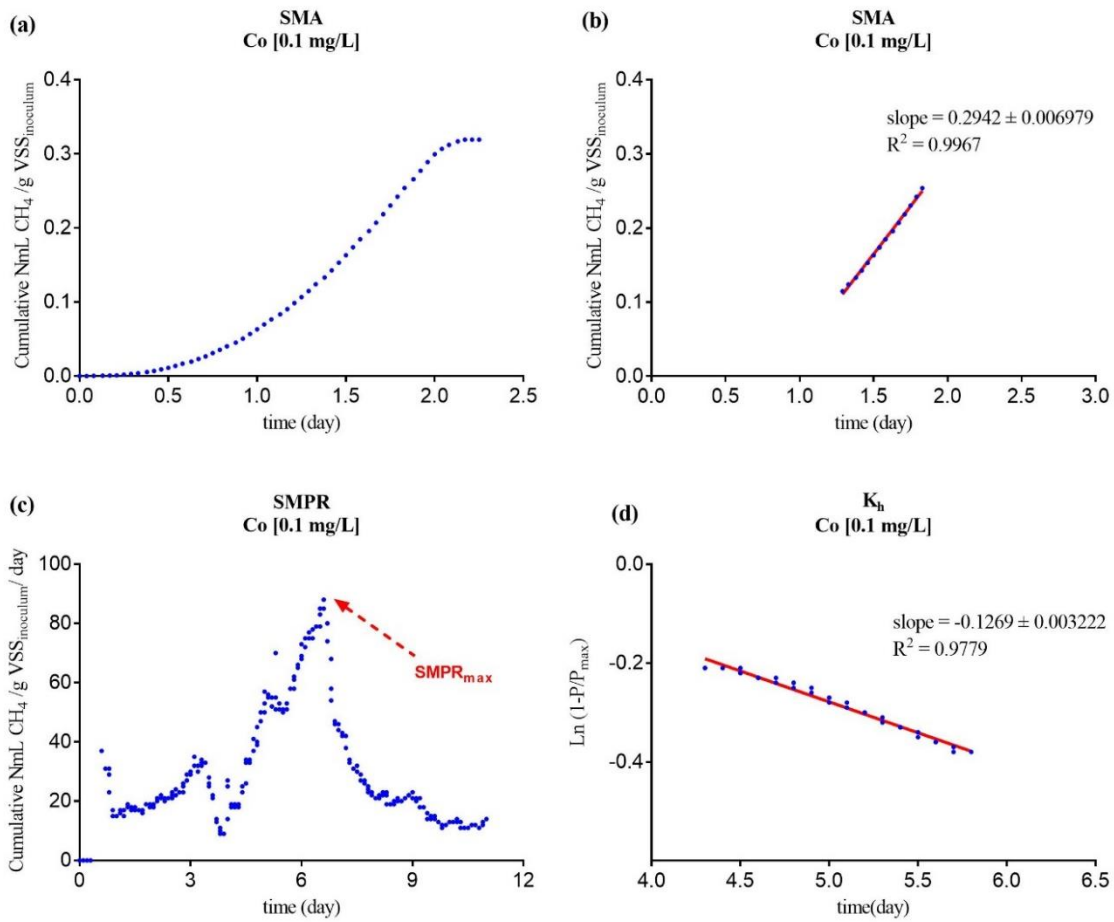 (a)
SMA
Co [0.1 mg/L]
Cumulative NmL CH₄ /g VSSinoculum
0.4
0.3
0.2
0.1
0.0
0.0 0.5 1.0 1.5 2.0 2.5
time (day)
(b)
SMA
Co [0.1 mg/L]
Cumulative NmL CH₄ /g VSSinoculum
0.4
0.3
0.2
0.1
0.0
slope = 0.2942 ± 0.006979
R² = 0.9967
0.0 0.5 1.0 1.5 2.0 2.5 3.0
time (day)
(c)
SMPR
Co [0.1 mg/L]
Cumulative NmL CH₄ /g VSSinoculum/ day
100
80
60
40
20
0
SMPRmax
0 3 6 9 12
time (day)
(d)
Kh
Co [0.1 mg/L]
Ln (1-P/Pmax)
0.0
-0.2
-0.4
slope = -0.1269 ± 0.003222
R² = 0.9779
4.0 4.5 5.0 5.5 6.0 6.5
time(day)